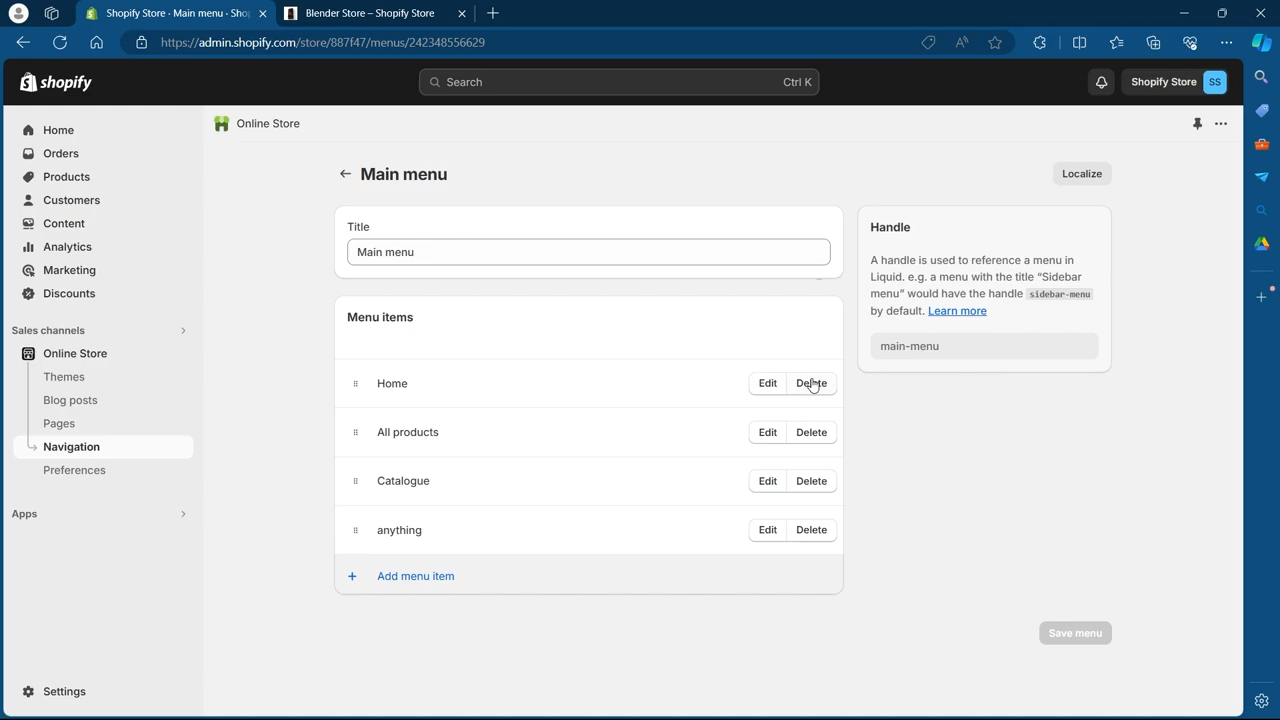 Shopify Store · Main menu · Sho
Blender Store – Shopify Store
https://admin.shopify.com/store/887f47/menus/242348556629
shopify
Search
Ctrl K
Shopify Store
SS
Home
Orders
Products
Customers
Content
Analytics
Marketing
Discounts
Sales channels
Online Store
Themes
Blog posts
Pages
Navigation
Preferences
Apps
Settings
Online Store
Main menu
Localize
Title
Main menu
Menu items
Home
Edit
Delete
All products
Edit
Delete
Catalogue
Edit
Delete
anything
Edit
Delete
+ Add menu item
Handle
A handle is used to reference a menu in
Liquid. e.g. a menu with the title “Sidebar
menu” would have the handle sidebar-menu
by default. Learn more
main-menu
Save menu